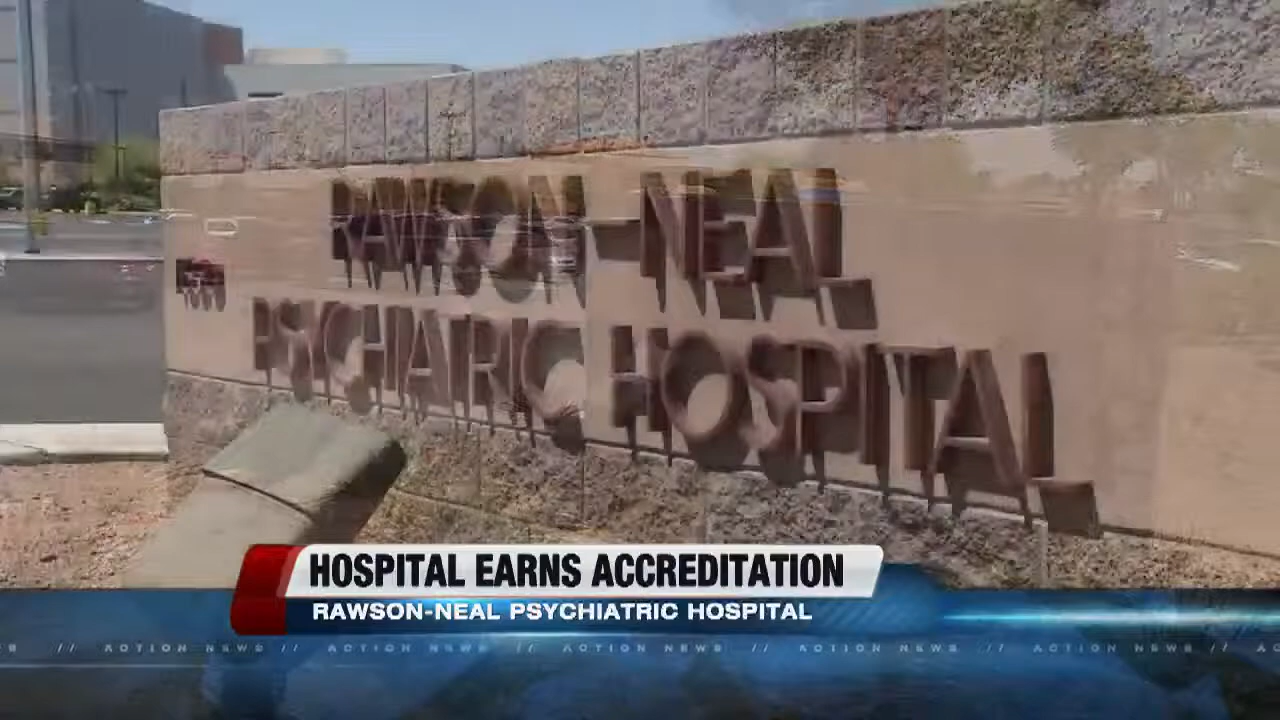 RAWSON-NEAL
PSYCHIATRIC HOSPITAL
HOSPITAL EARNS ACCREDITATION
RAWSON-NEAL PSYCHIATRIC HOSPITAL
// ACTION NEWS // ACTION NEWS // ACTION NEWS // ACTION NEWS // ACTION NEWS //